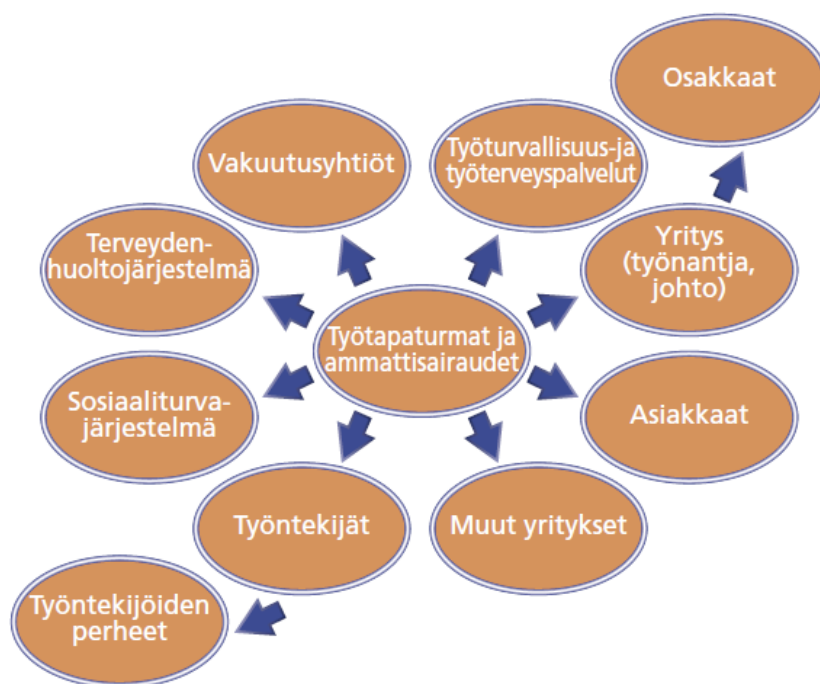 Osakkaat
Vakuutusyhtiöt
Työturvallisuus-ja
työterveyspalvelut
Terveyden-
huoltojärjestelmä
Yritys
(työnantja,
johto)
Työtapaturmat ja
ammattisairaudet
Sosiaaliturva-
järjestelmä
Asiakkaat
Työntekijät
Muut yritykset
Työntekijöiden
perheet